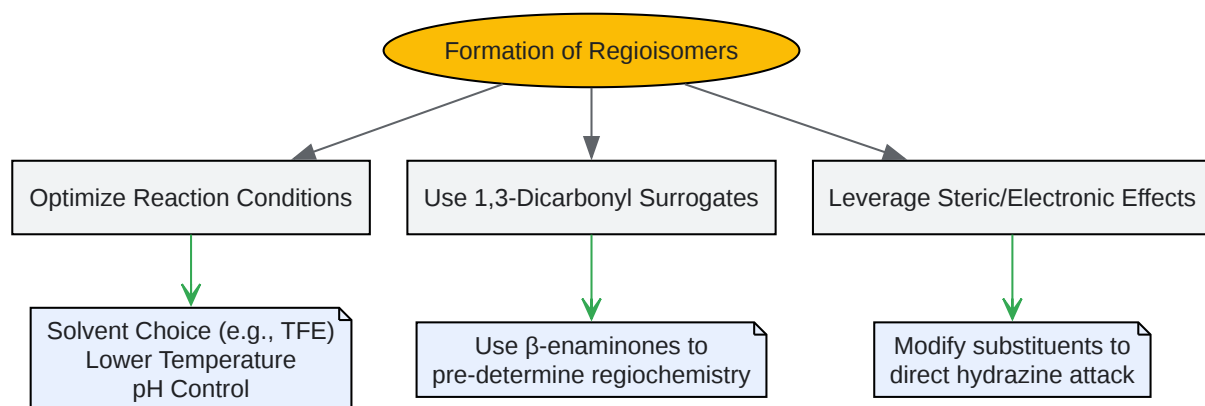 Formation of Regioisomers
Optimize Reaction Conditions
Use 1,3-Dicarbonyl Surrogates
Leverage Steric/Electronic Effects
Solvent Choice (e.g., TFE)
Lower Temperature
pH Control
Use β-enaminones to
pre-determine regiochemistry
Modify substituents to
direct hydrazine attack